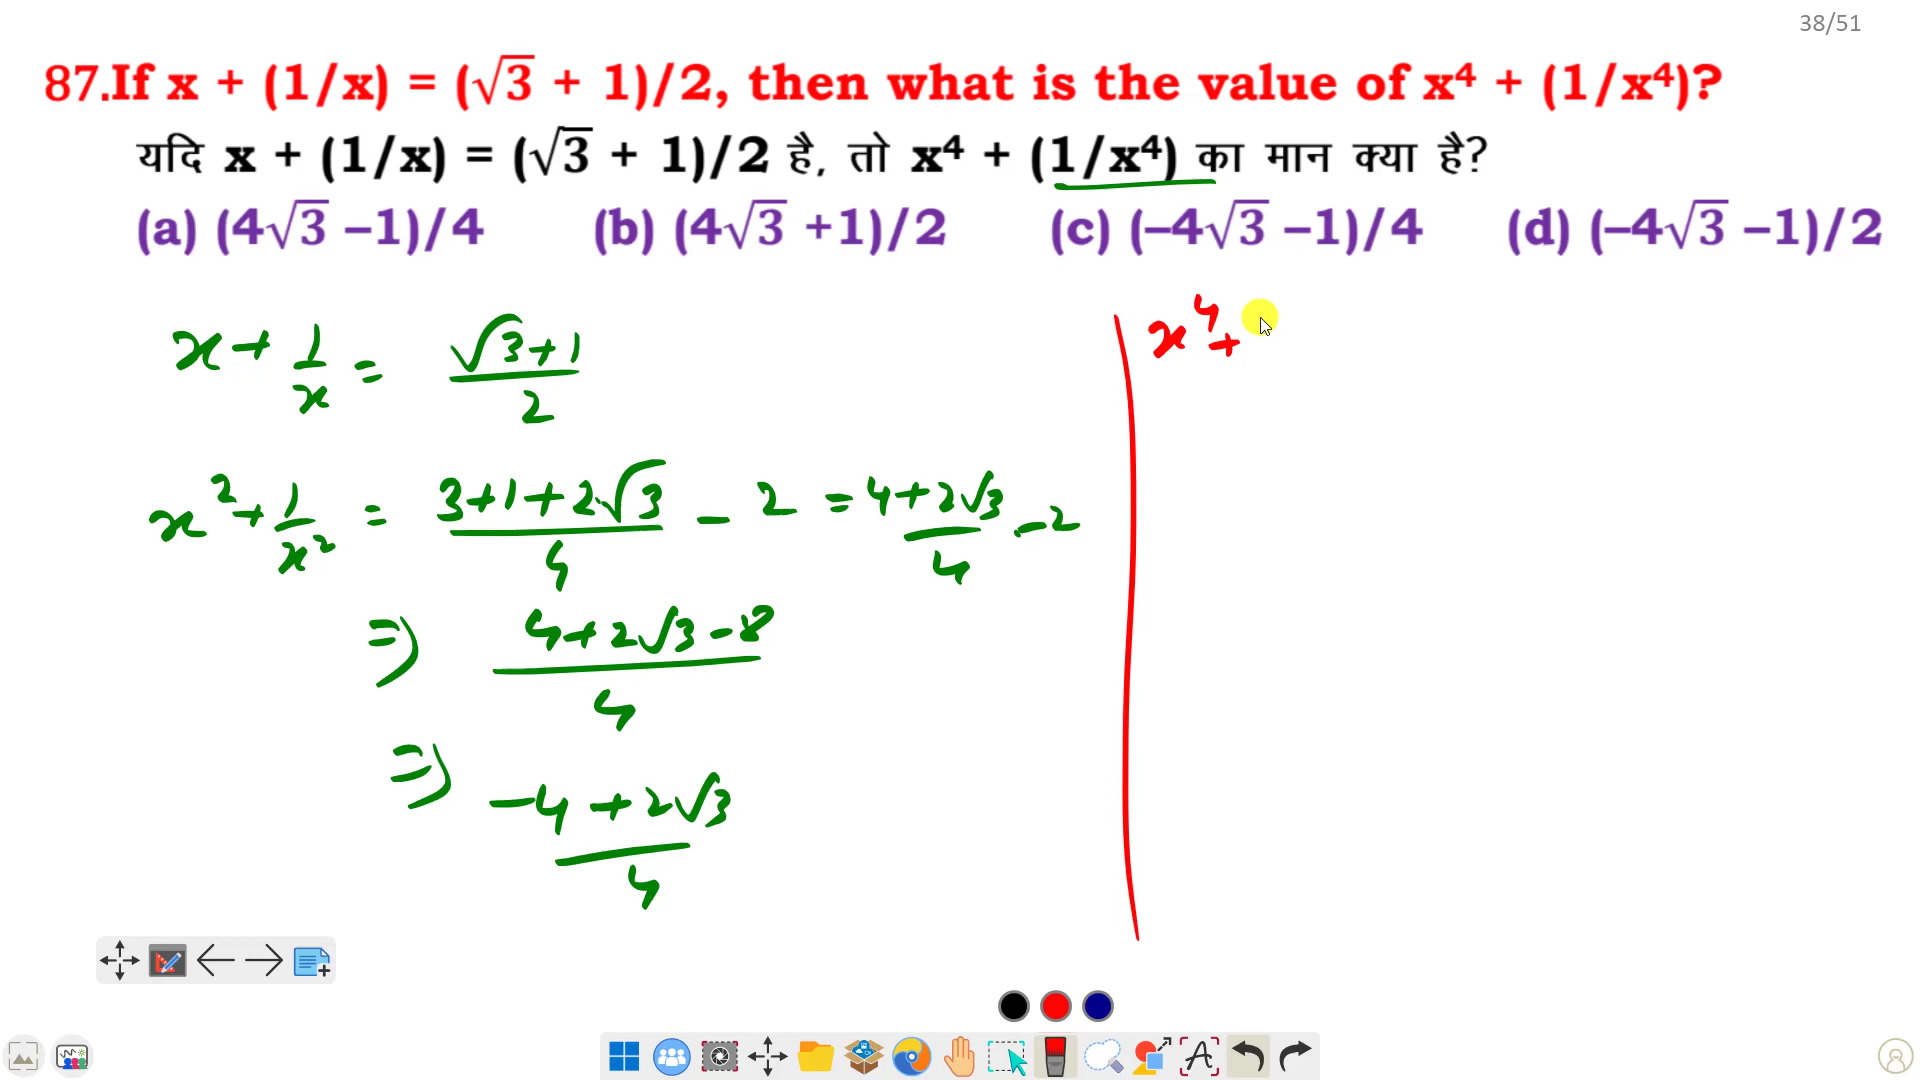 38/51
87.If x + (1/x) = (√3 + 1)/2, then what is the value of x⁴ + (1/x⁴)?
यदि x + (1/x) = (√3 + 1)/2 है, तो x⁴ + (1/x⁴) का मान क्या है?
(a) (4√3 –1)/4 (b) (4√3 +1)/2 (c) (–4√3 –1)/4 (d) (–4√3 –1)/2
x + 1/x = (√3+1)/2
x² + 1/x² = (3+1+2√3)/4 - 2 = (4+2√3)/4 - 2
⇒ (4+2√3-8)/4
⇒ (-4+2√3)/4
x⁴ +